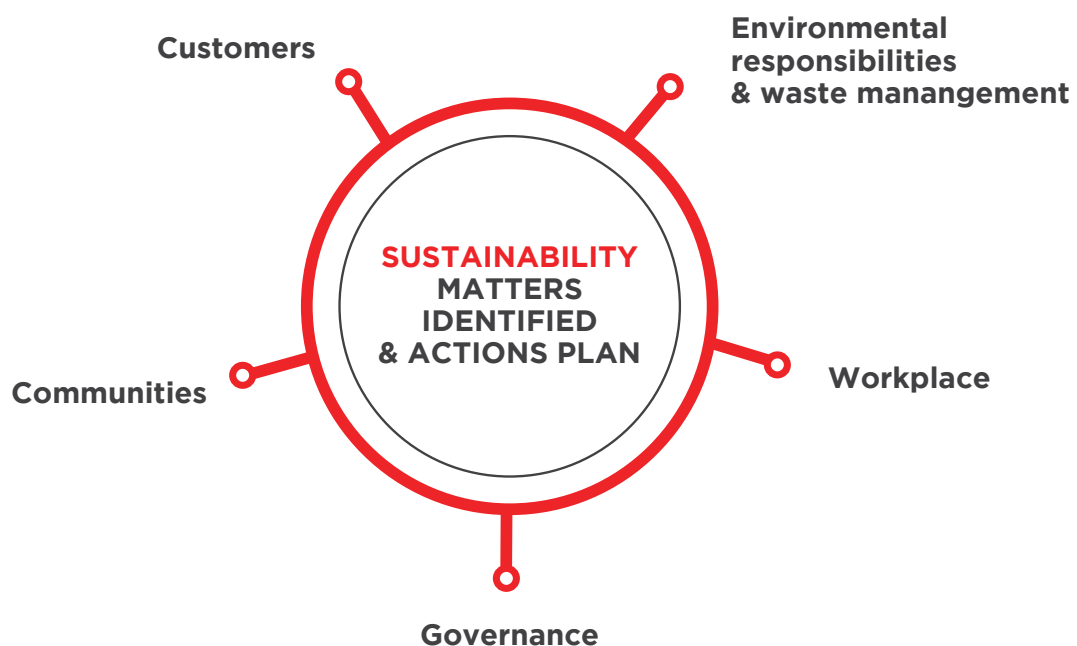 Customers
Environmental
responsibilities
& waste manangement
SUSTAINABILITY
MATTERS
IDENTIFIED
& ACTIONS PLAN
Workplace
Communities
Governance